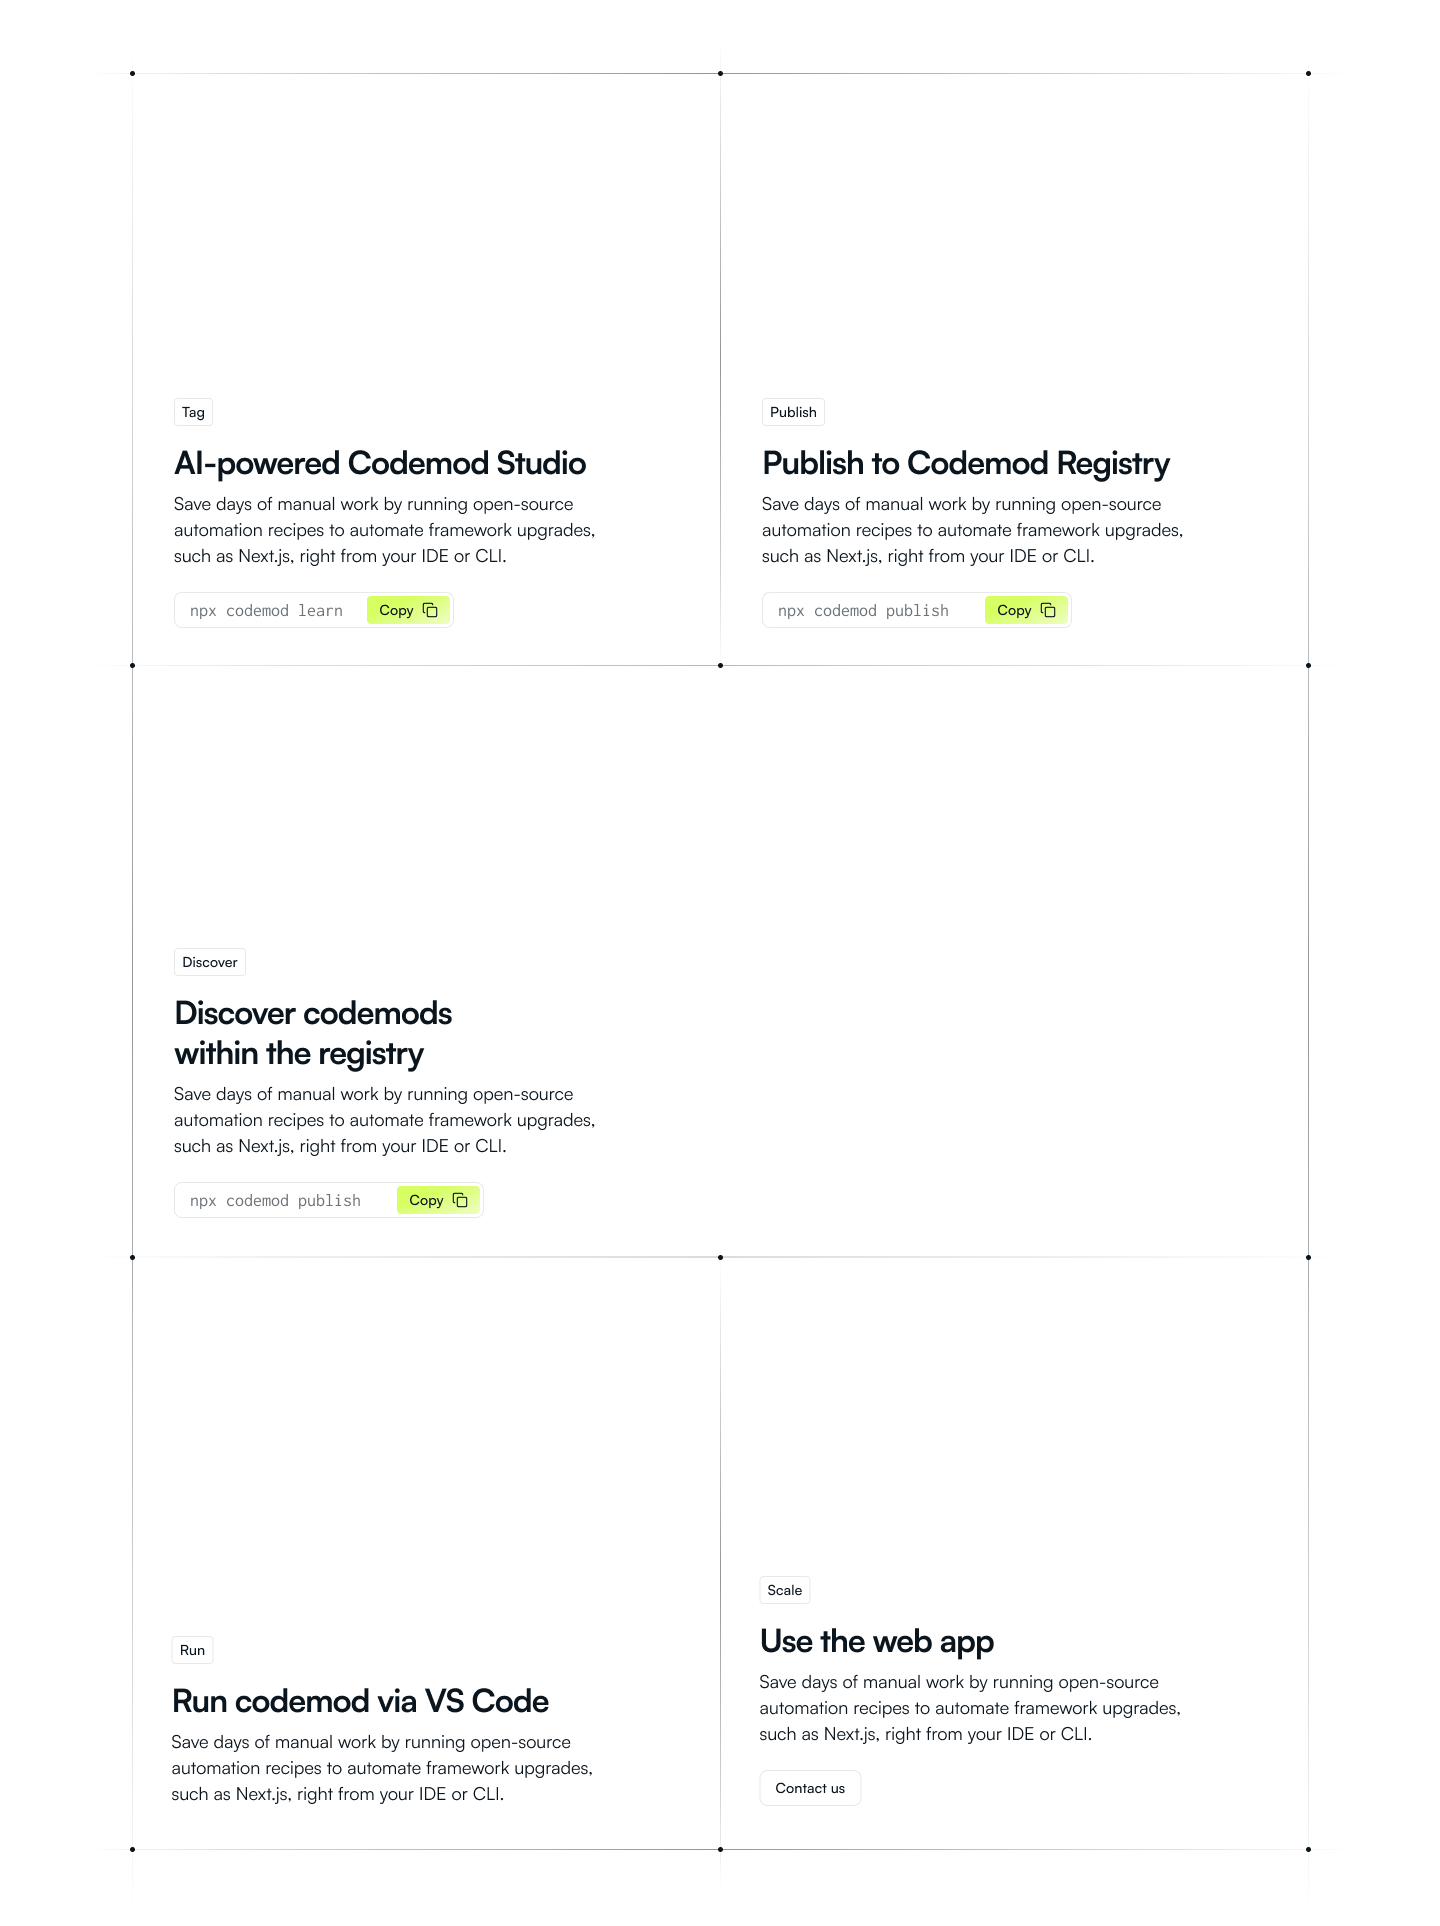 Tag
AI-powered Codemod Studio
Save days of manual work by running open-source
automation recipes to automate framework upgrades,
such as Next.js, right from your IDE or CLI.
npx codemod learn
Copy
Publish
Publish to Codemod Registry
Save days of manual work by running open-source
automation recipes to automate framework upgrades,
such as Next.js, right from your IDE or CLI.
npx codemod publish
Copy
Discover
Discover codemods
within the registry
Save days of manual work by running open-source
automation recipes to automate framework upgrades,
such as Next.js, right from your IDE or CLI.
npx codemod publish
Copy
Run
Run codemod via VS Code
Save days of manual work by running open-source
automation recipes to automate framework upgrades,
such as Next.js, right from your IDE or CLI.
Scale
Use the web app
Save days of manual work by running open-source
automation recipes to automate framework upgrades,
such as Next.js, right from your IDE or CLI.
Contact us